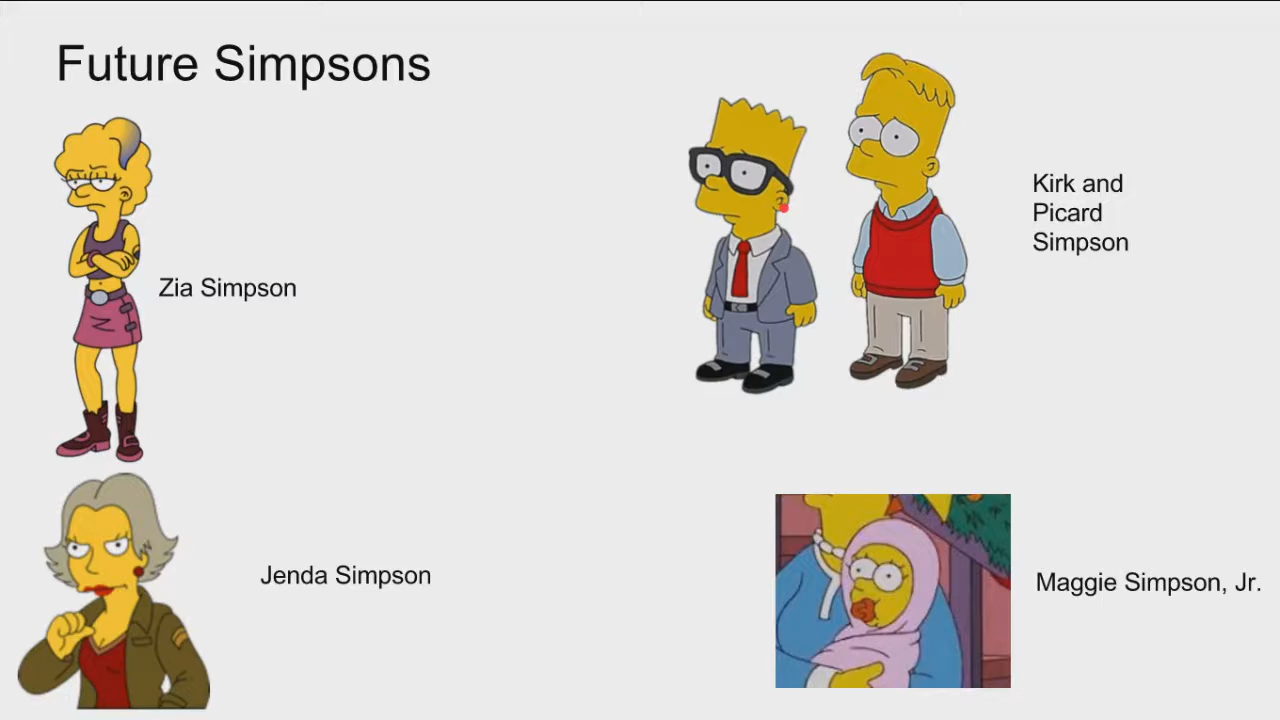 Future Simpsons
Kirk and
Picard
Simpson
Zia Simpson
Jenda Simpson
Maggie Simpson, Jr.